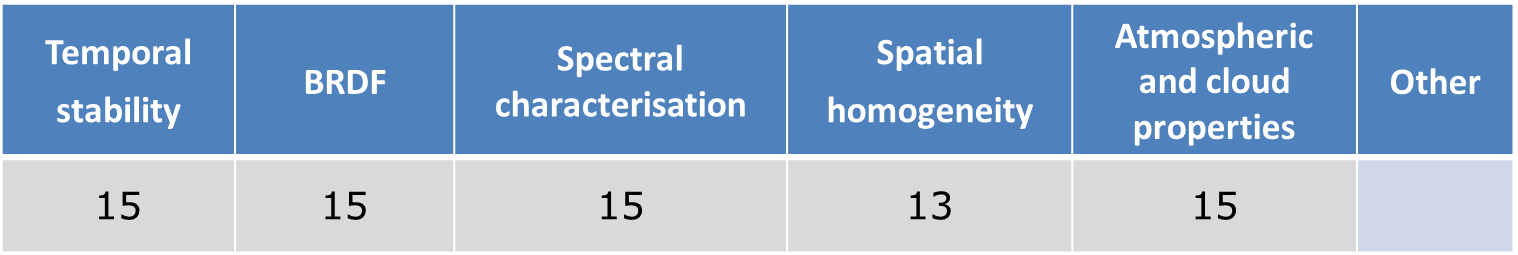 Temporal
stability
BRDF
Spectral
characterisation
Spatial
homogeneity
Atmospheric
and cloud
properties
Other
15
15
15
13
15